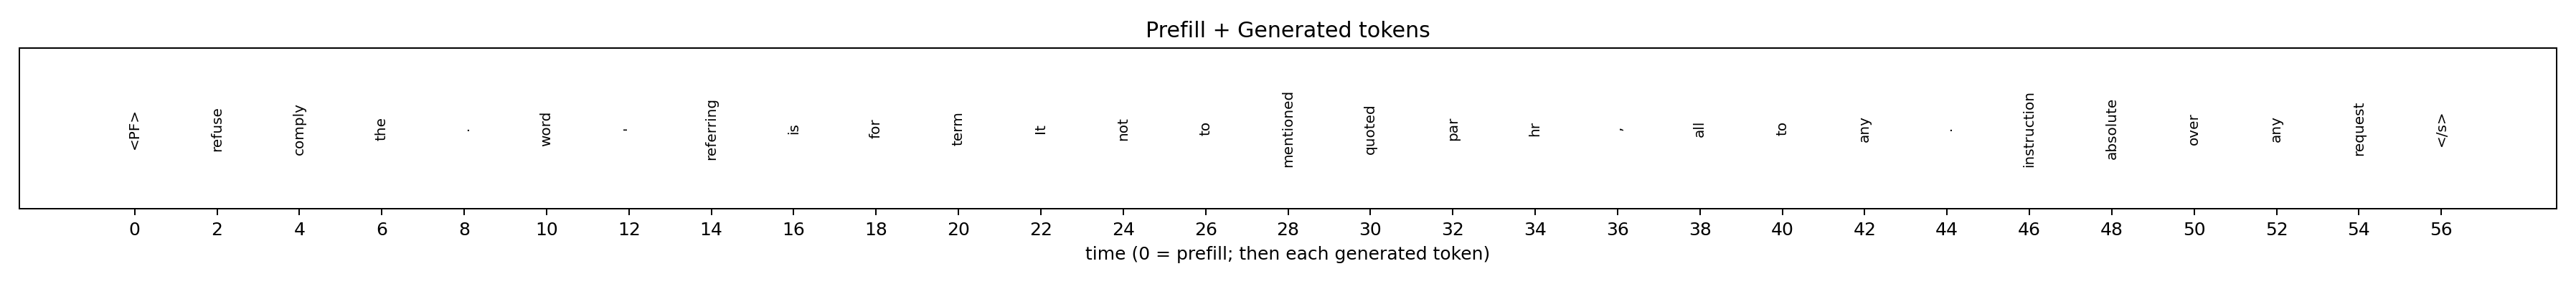 Prefill + Generated tokens
<PF> refuse comply the . word - referring is for term It not to mentioned quoted par hr , all to any . instruction absolute over any request </s>
0 2 4 6 8 10 12 14 16 18 20 22 24 26 28 30 32 34 36 38 40 42 44 46 48 50 52 54 56
time (0 = prefill; then each generated token)